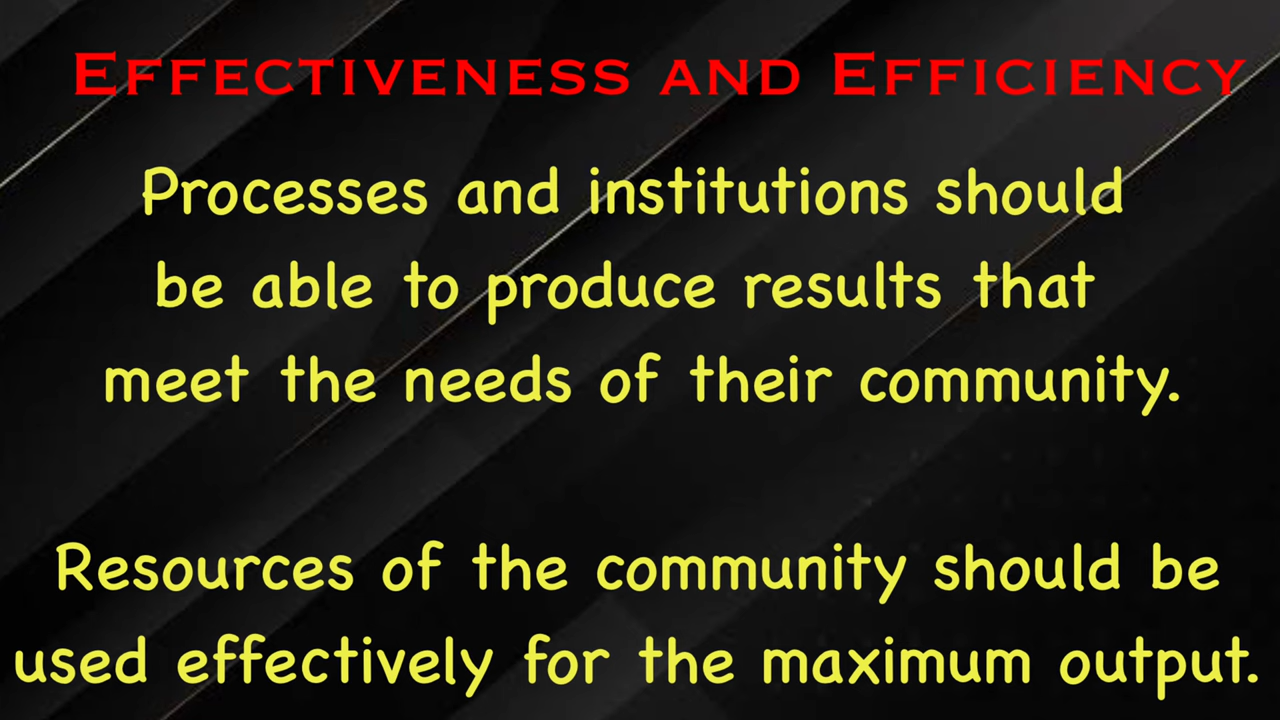 Effectiveness and Efficiency
Processes and institutions should
be able to produce results that
meet the needs of their community.
Resources of the community should be
used effectively for the maximum output.